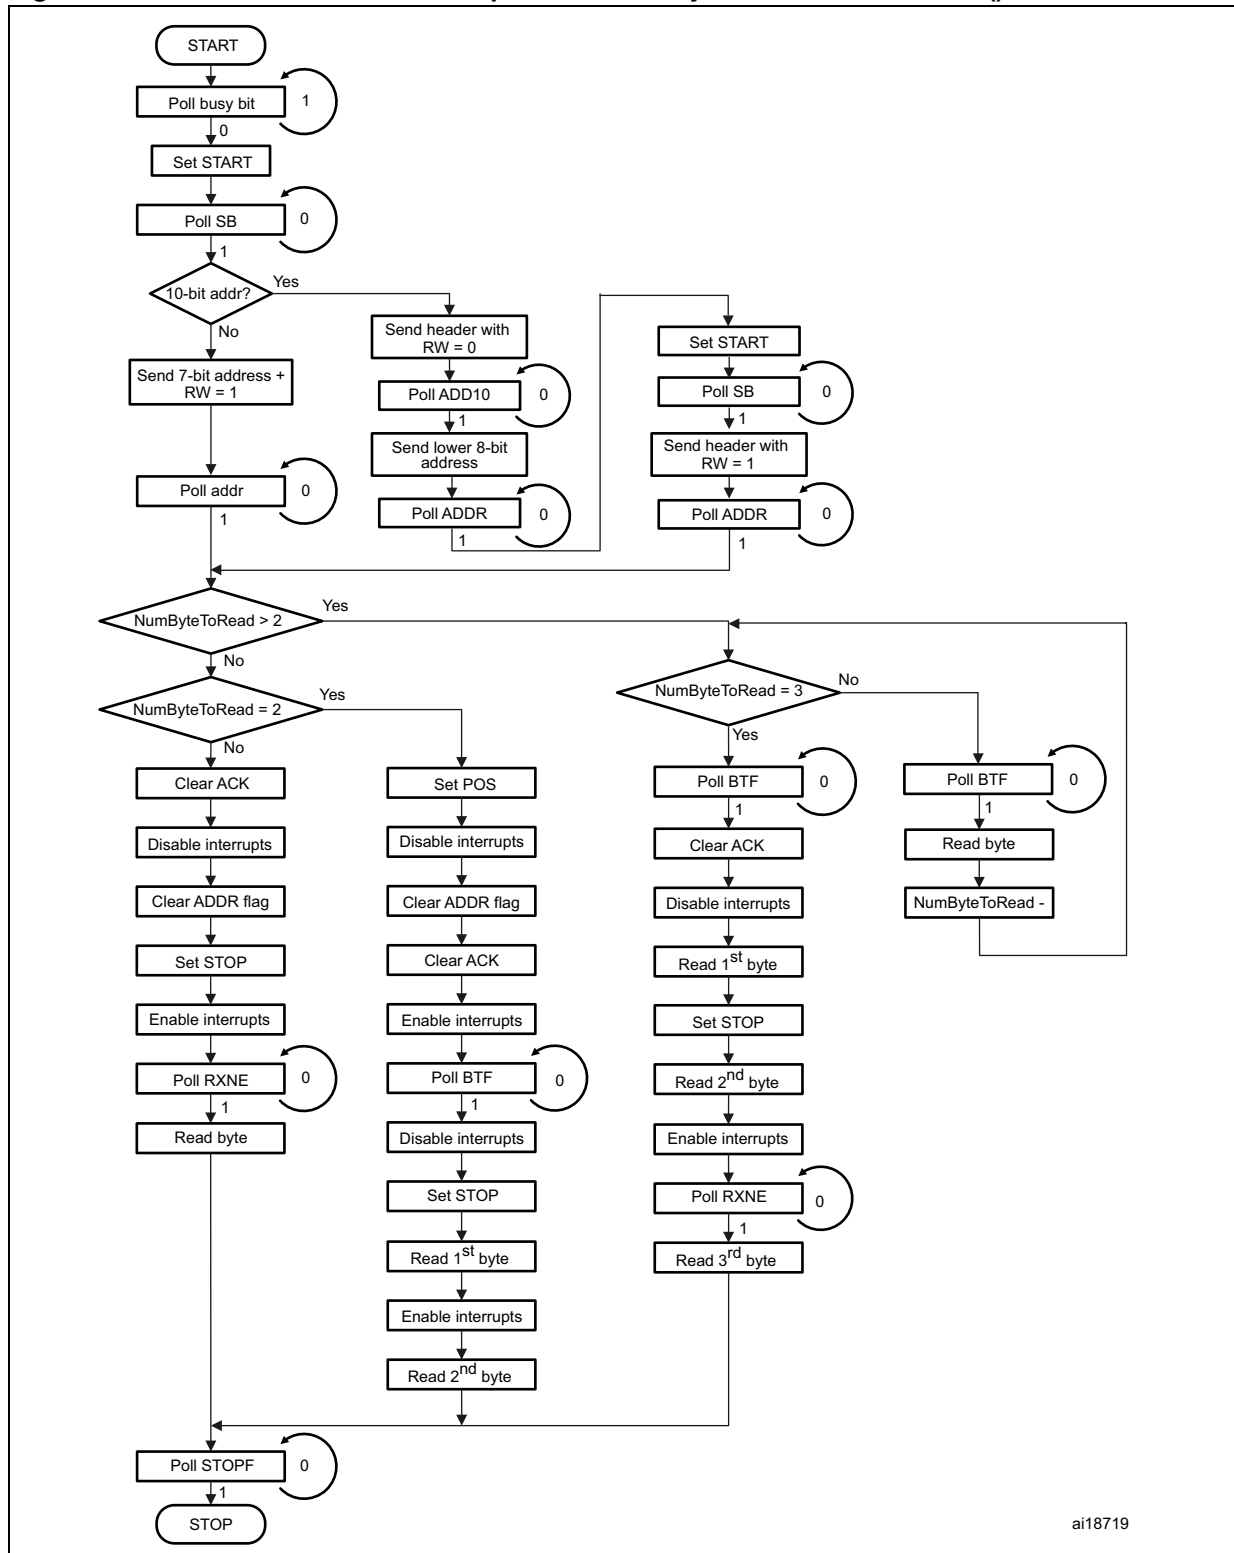 START
Poll busy bit
1
0
Set START
Poll SB
0
1
10-bit addr?
Yes
No
Send 7-bit address +
RW = 1
Poll addr
0
1
Send header with
RW = 0
Poll ADD10
0
1
Send lower 8-bit
address
Poll ADDR
0
1
Set START
Poll SB
0
1
Send header with
RW = 1
Poll ADDR
0
1
NumByteToRead > 2
Yes
No
NumByteToRead = 2
Yes
No
Clear ACK
Disable interrupts
Clear ADDR flag
Set STOP
Enable interrupts
Poll RXNE
0
1
Read byte
Set POS
Disable interrupts
Clear ADDR flag
Clear ACK
Enable interrupts
Poll BTF
0
1
Disable interrupts
Set STOP
Read 1st byte
Enable interrupts
Read 2nd byte
NumByteToRead = 3
No
Yes
Poll BTF
0
1
Clear ACK
Disable interrupts
Read 1st byte
Set STOP
Read 2nd byte
Enable interrupts
Poll RXNE
0
1
Read 3rd byte
Poll BTF
0
1
Read byte
NumByteToRead -
Poll STOPF
0
1
STOP
ai18719